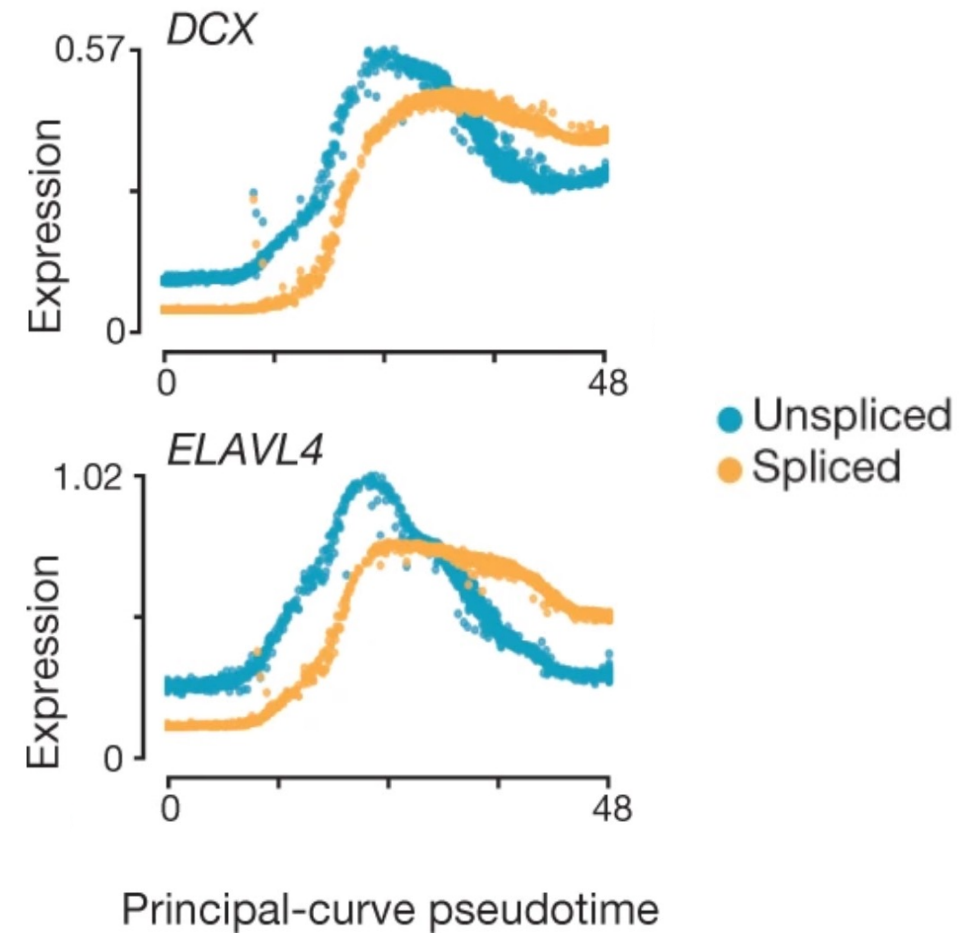 DCX
0.57
Expression
0
0
48
Unspliced
Spliced
ELAVL4
1.02
Expression
0
0
48
Principal-curve pseudotime